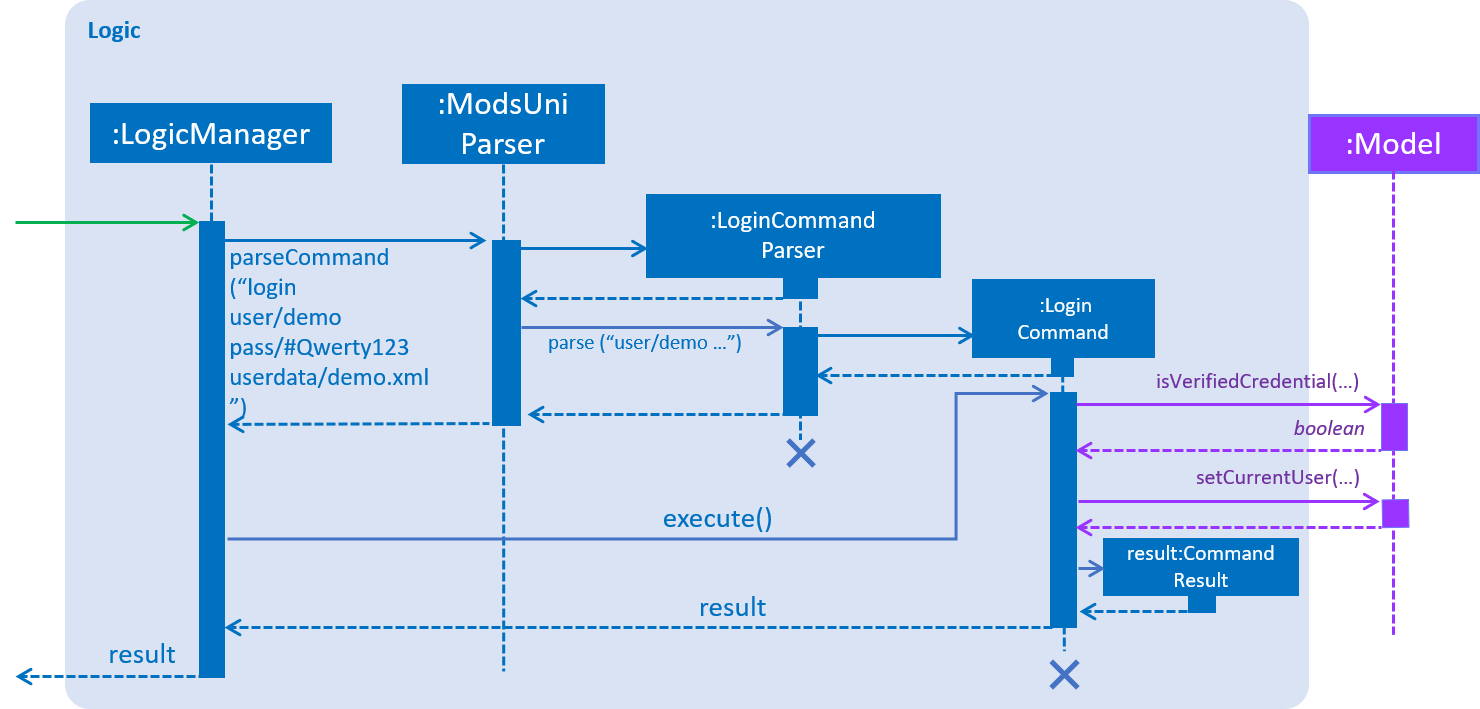 Logic
:LogicManager
:ModsUni
Parser
:Model
:LoginCommand
Parser
parseCommand
(“login
user/demo
pass/#Qwerty123
userdata/demo.xml
”)
parse (“user/demo …”)
:Login
Command
isVerifiedCredential(…)
boolean
setCurrentUser(…)
execute()
result:Command
Result
result
result